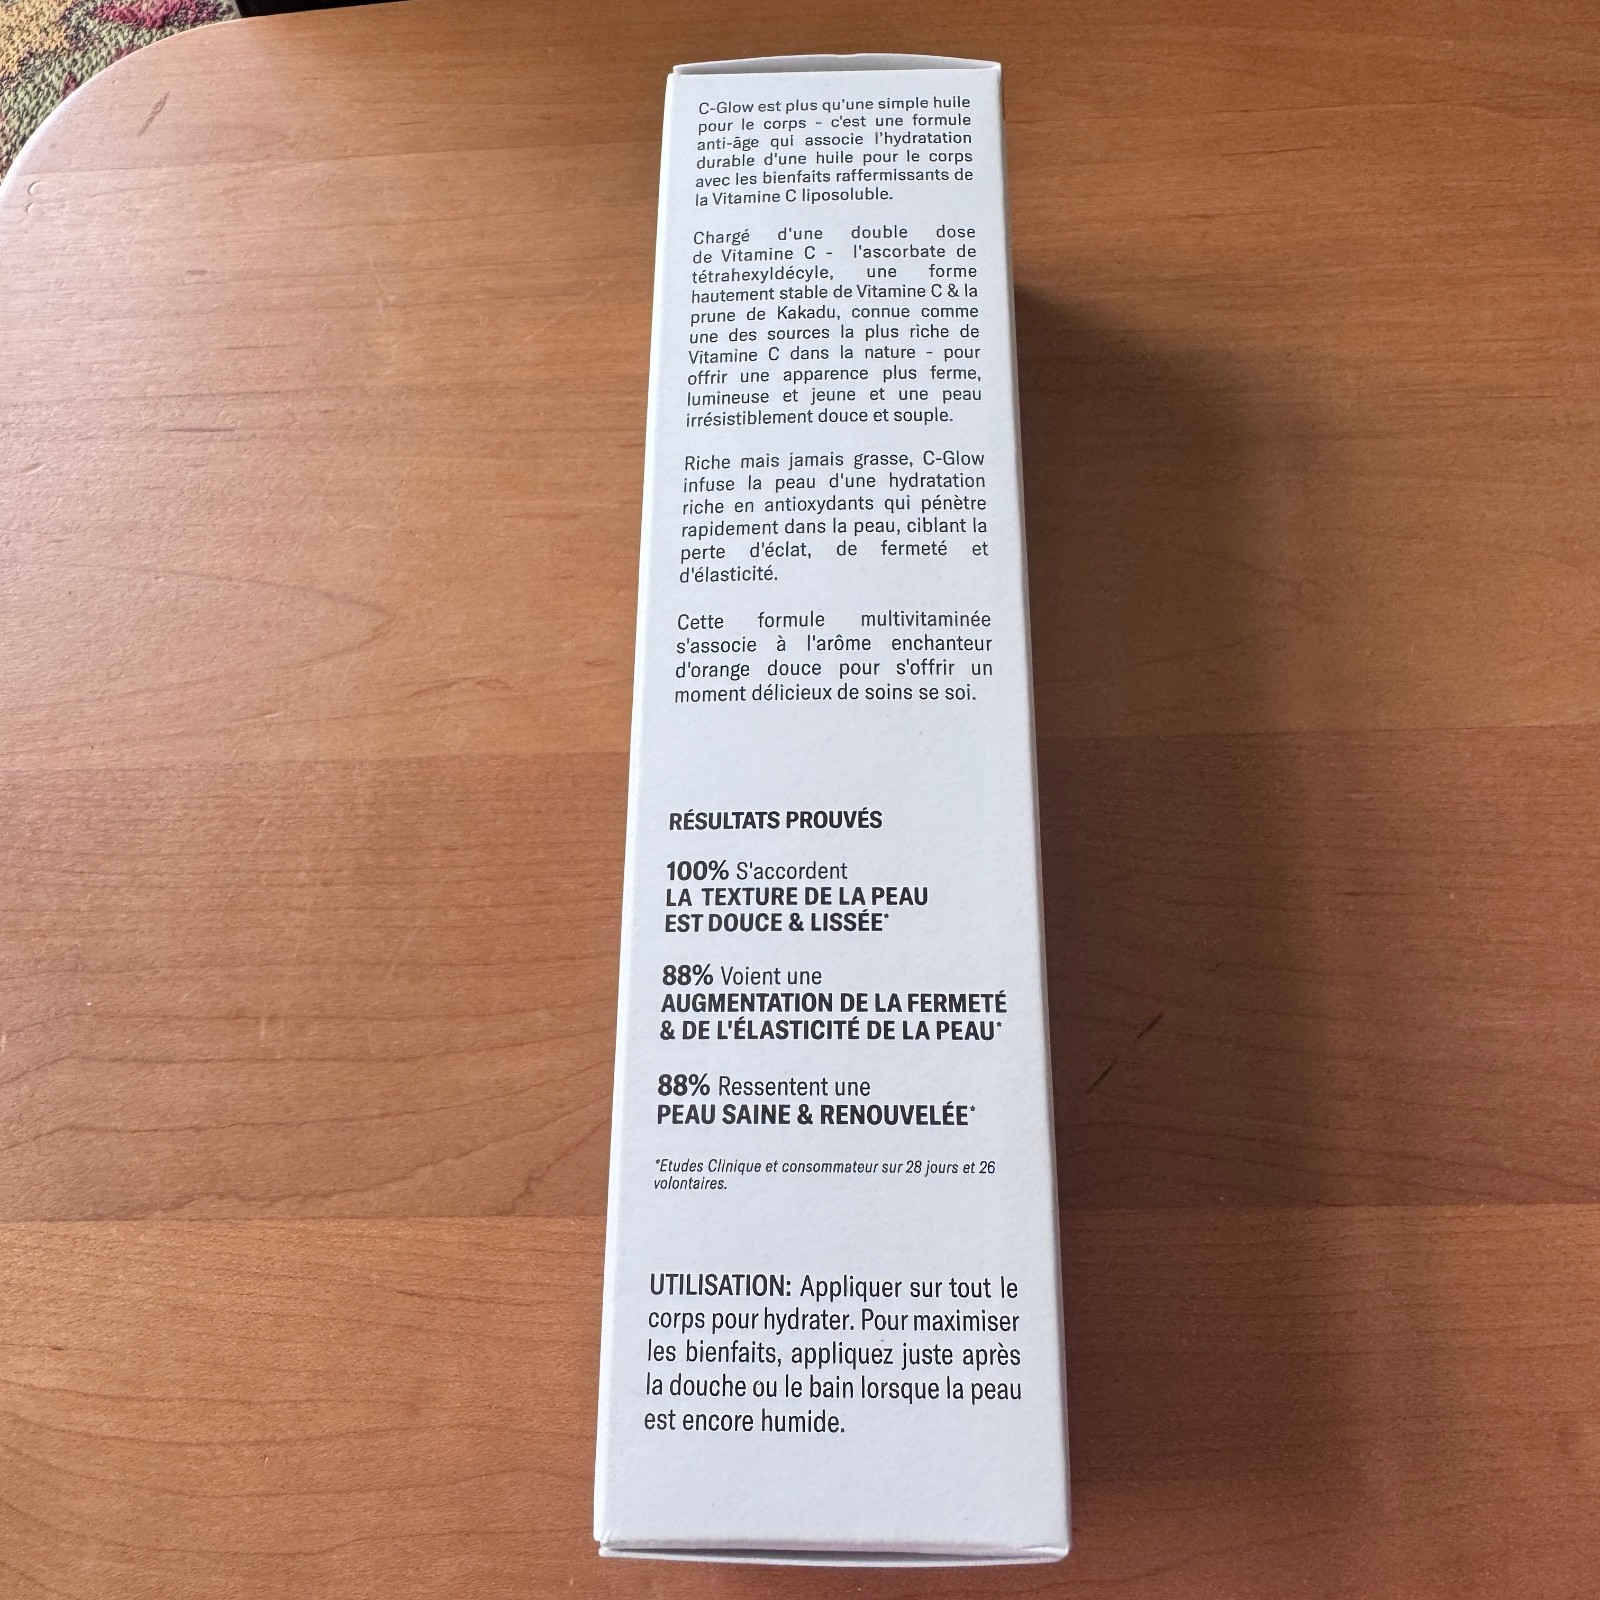 C-Glow est plus qu'une simple huile
pour le corps - c'est une formule
anti-âge qui associe l'hydratation
durable d'une huile pour le corps
avec les bienfaits raffermissants de
la Vitamine C liposoluble.
Chargé d'une double dose
de Vitamine C - l'ascorbate de
tétrahexyldécyle, une forme
hautement stable de Vitamine C & la
prune de Kakadu, connue comme
une des sources la plus riche de
Vitamine C dans la nature - pour
offrir une apparence plus ferme,
lumineuse et jeune et une peau
irrésistiblement douce et souple.
Riche mais jamais grasse, C-Glow
infuse la peau d'une hydratation
riche en antioxydants qui pénètre
rapidement dans la peau, ciblant la
perte d'éclat, de fermeté et
d'élasticité.
Cette formule multivitaminée
s'associe à l'arôme enchanteur
d'orange douce pour s'offrir un
moment délicieux de soins se soi.
RÉSULTATS PROUVÉS
100% S'accordent
LA TEXTURE DE LA PEAU
EST DOUCE & LISSÉE*
88% Voient une
AUGMENTATION DE LA FERMETÉ
& DE L'ÉLASTICITÉ DE LA PEAU*
88% Ressentent une
PEAU SAINE & RENOUVELÉE*
*Etudes Clinique et consommateur sur 28 jours et 26
volontaires.
UTILISATION: Appliquer sur tout le
corps pour hydrater. Pour maximiser
les bienfaits, appliquez juste après
la douche ou le bain lorsque la peau
est encore humide.